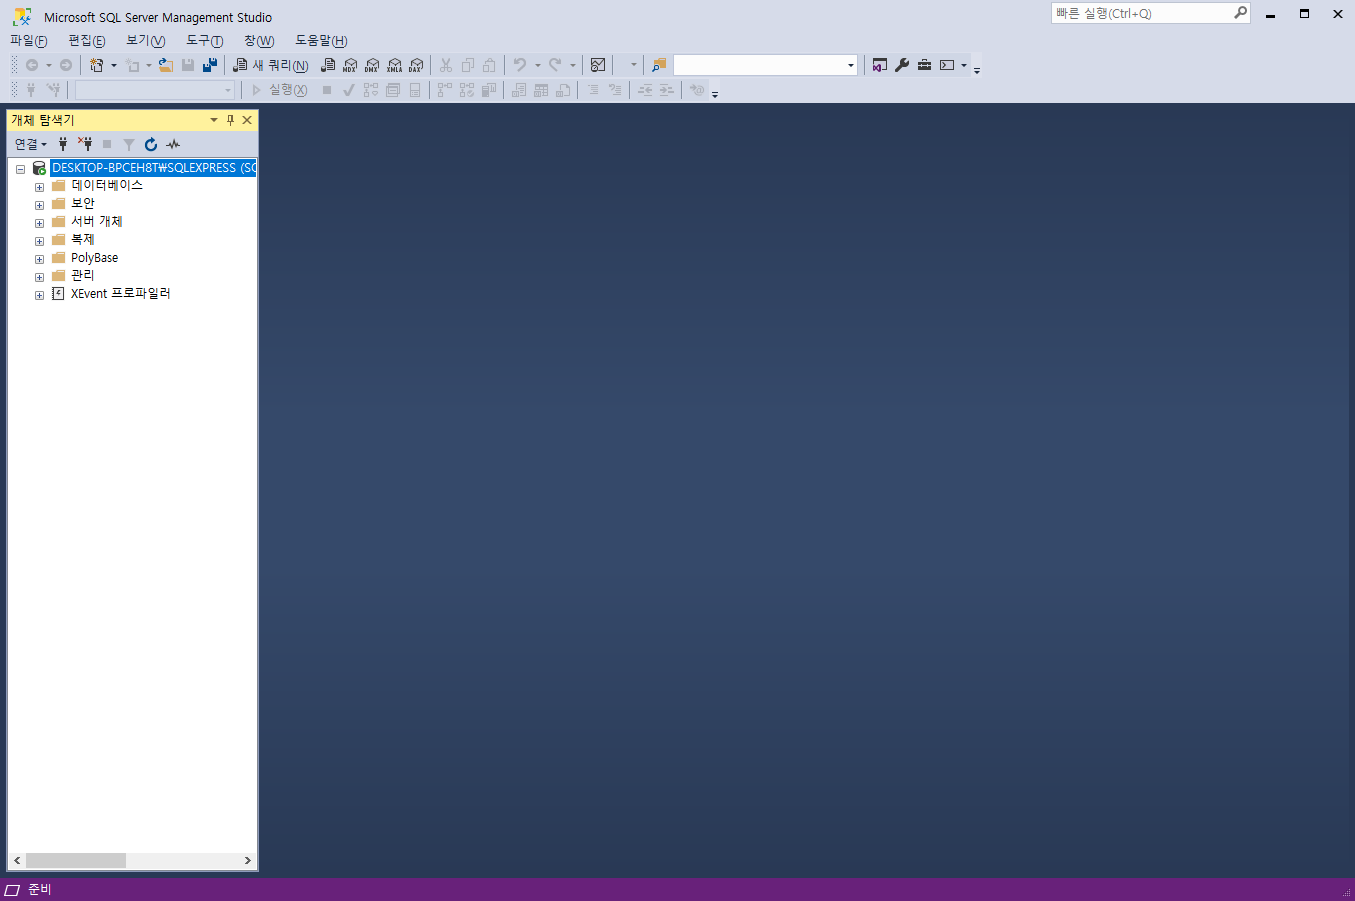 Microsoft SQL Server Management Studio
빠른 실행(Ctrl+Q)
파일(F) 편집(E) 보기(V) 도구(T) 창(W) 도움말(H)
새 쿼리(N) MDX DMX XMLA DAX
실행(X)
개체 탐색기
연결
DESKTOP-BPCEH8T₩SQLEXPRESS (SQ
데이터베이스
보안
서버 개체
복제
PolyBase
관리
XEvent 프로파일러
준비